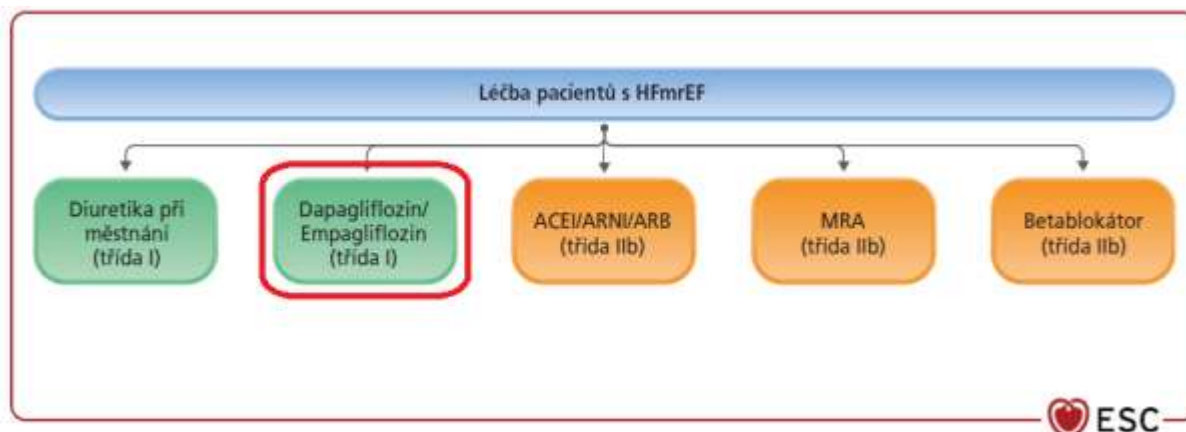 Léčba pacientů s HFmrEF
Diuretika při
městnání
(třída I)
Dapagliflozin/
Empagliflozin
(třída I)
ACEI/ARNI/ARB
(třída IIb)
MRA
(třída IIb)
Betablokátor
(třída IIb)
ESC